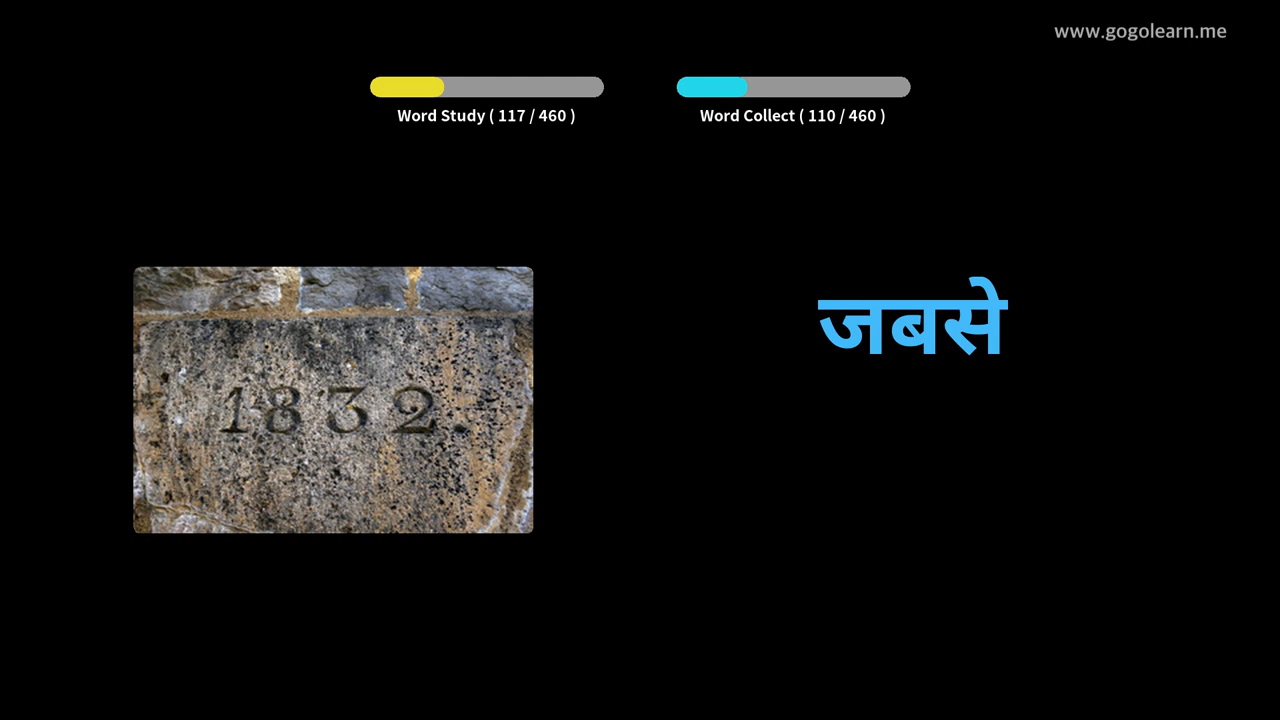 www.gogolearn.me
Word Study ( 117 / 460 )
Word Collect ( 110 / 460 )
जबसे
1832.